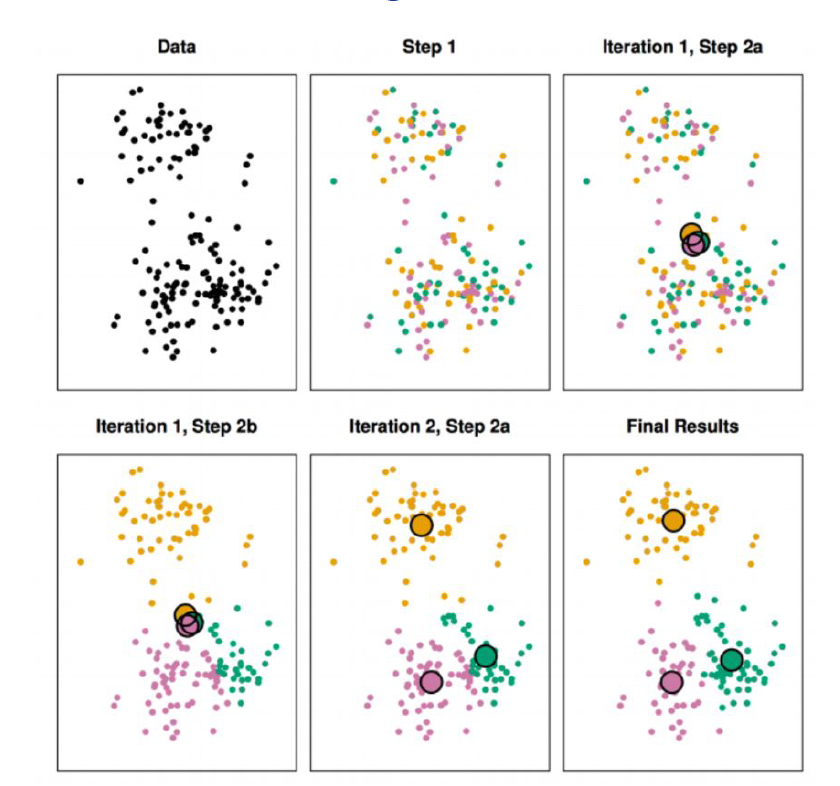 Data
Step 1
Iteration 1, Step 2a
Iteration 1, Step 2b
Iteration 2, Step 2a
Final Results